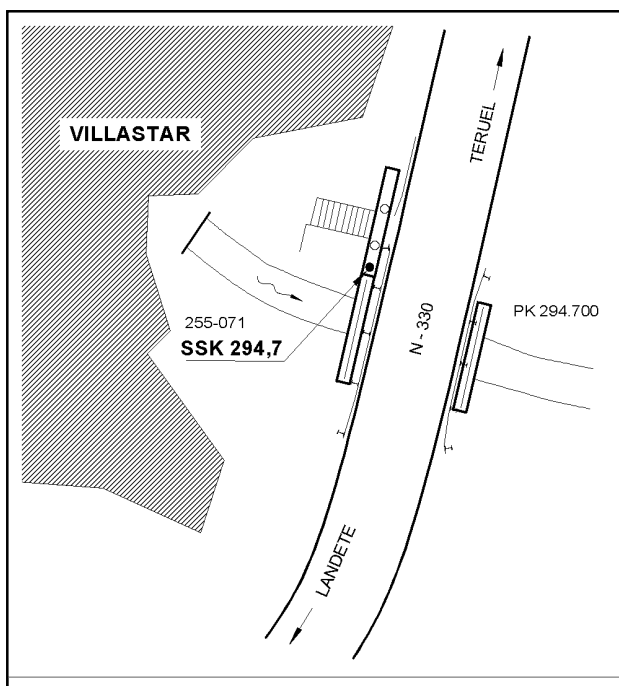 VILLASTAR
TERUEL
N - 330
PK 294.700
255-071
SSK 294,7
LANDETE